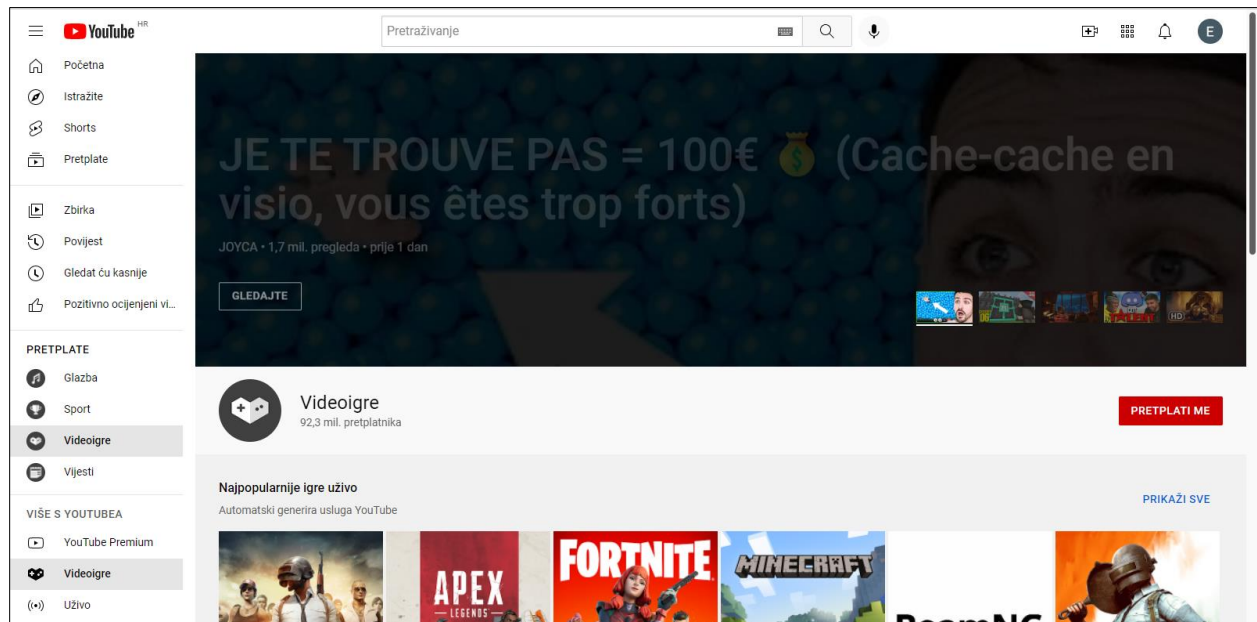 YouTube HR
Pretraživanje
E
Početna
Istražite
Shorts
Pretplate
Zbirka
Povijest
Gledat ću kasnije
Pozitivno ocijenjeni vi...
PRETPLATE
Glazba
Sport
Videoigre
Vijesti
VIŠE S YOUTUBEA
YouTube Premium
Videoigre
Uživo
JE TE TROUVE PAS = 100€ 💰 (Cache-cache en
visio, vous êtes trop forts)
JOYCA • 1,7 mil. pregleda • prije 1 dan
GLEDAJTE
HD
Videoigre
92,3 mil. pretplatnika
PRETPLATI ME
Najpopularnije igre uživo
Automatski generira usluga YouTube
PRIKAŽI SVE
APEX
LEGENDS
FORTNITE
MINECRAFT
BeamNG